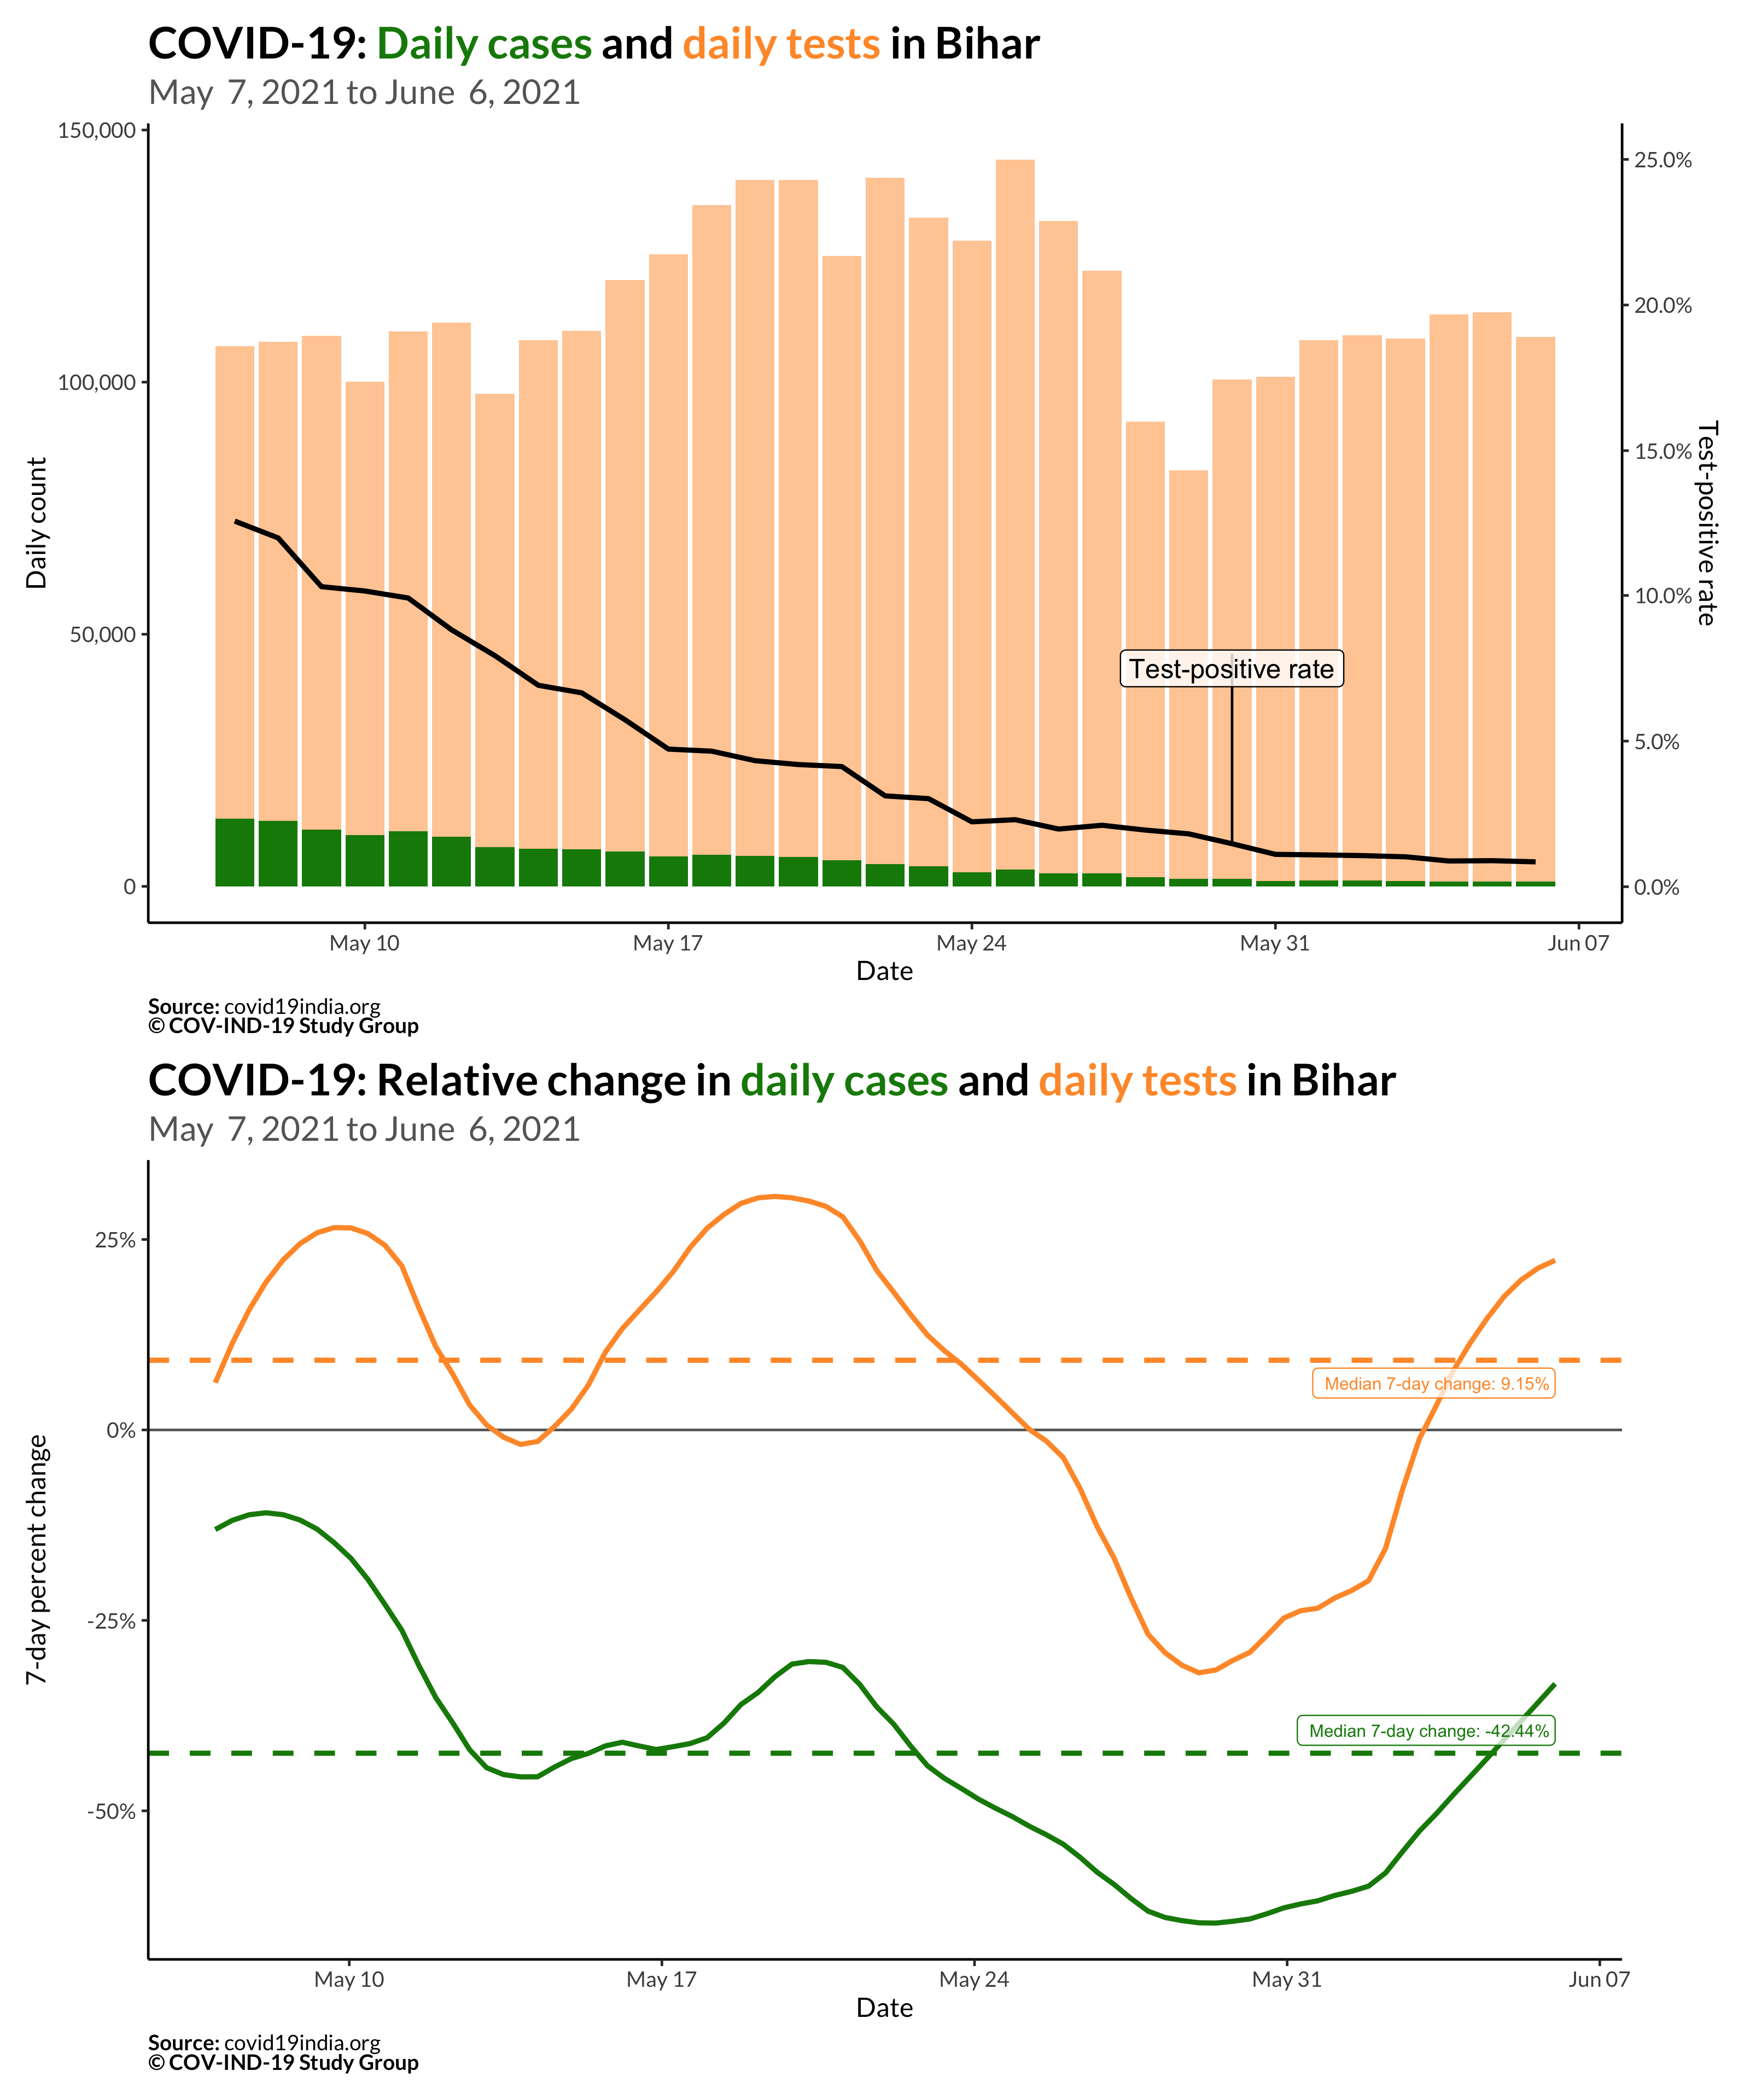 COVID-19: Daily cases and daily tests in Bihar
May 7, 2021 to June 6, 2021
150,000
100,000
50,000
0
Daily count
25.0%
20.0%
15.0%
10.0%
5.0%
0.0%
Test-positive rate
Test-positive rate
May 10
May 17
May 24
May 31
Jun 07
Date
Source: covid19india.org
© COV-IND-19 Study Group
COVID-19: Relative change in daily cases and daily tests in Bihar
May 7, 2021 to June 6, 2021
25%
0%
-25%
-50%
7-day percent change
Median 7-day change: 9.15%
Median 7-day change: -42.44%
May 10
May 17
May 24
May 31
Jun 07
Date
Source: covid19india.org
© COV-IND-19 Study Group